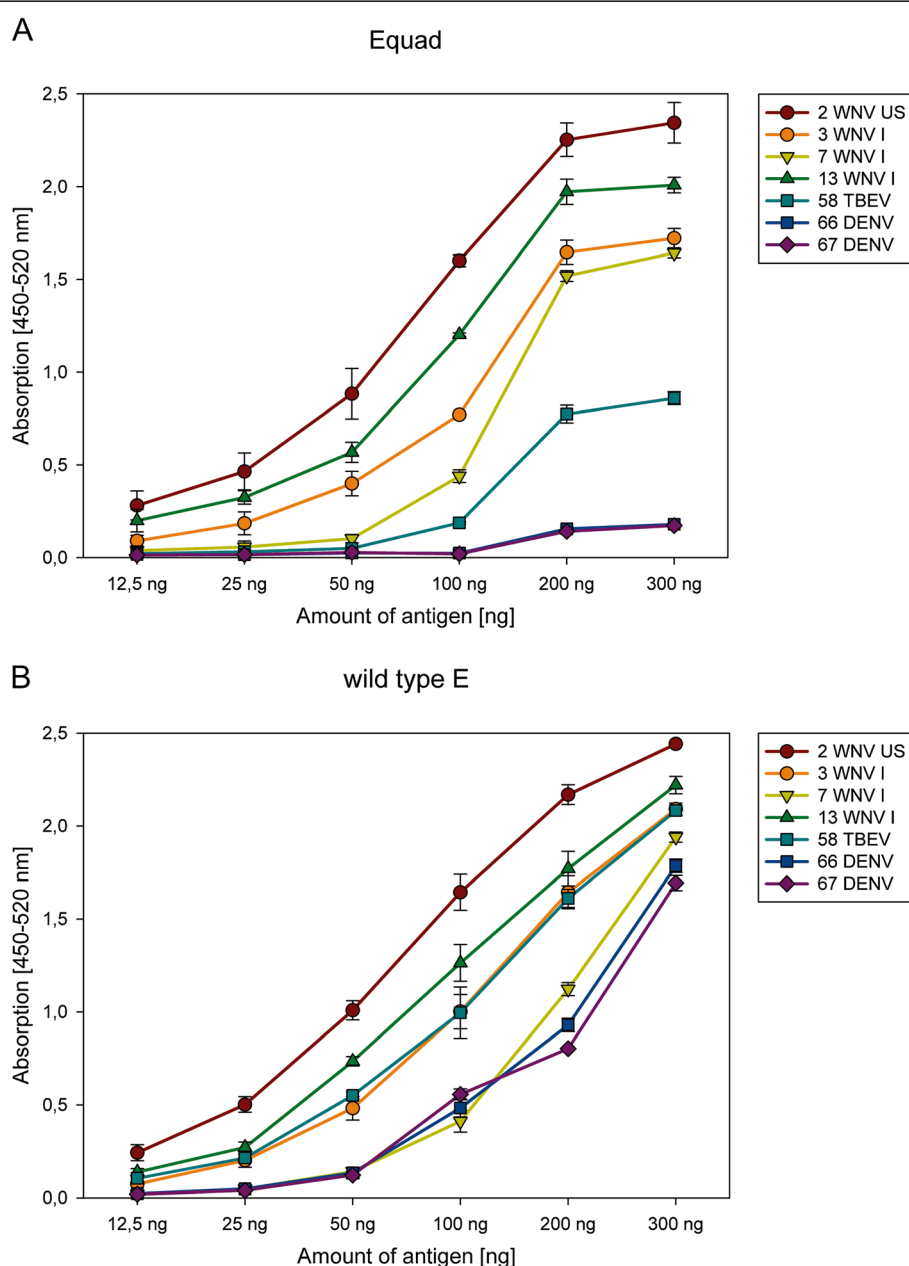 A
Equad
2,5
2,0
1,5
1,0
0,5
0,0
Absorption [450-520 nm]
12,5 ng 25 ng 50 ng 100 ng 200 ng 300 ng
Amount of antigen [ng]
2 WNV US
3 WNV I
7 WNV I
13 WNV I
58 TBEV
66 DENV
67 DENV
B
wild type E
2,5
2,0
1,5
1,0
0,5
0,0
Absorption [450-520 nm]
12,5 ng 25 ng 50 ng 100 ng 200 ng 300 ng
Amount of antigen [ng]
2 WNV US
3 WNV I
7 WNV I
13 WNV I
58 TBEV
66 DENV
67 DENV